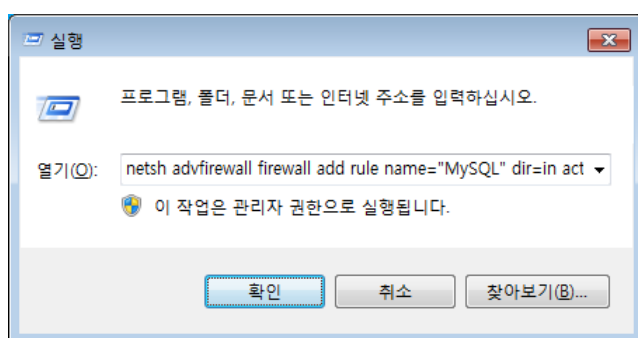 실행
프로그램, 폴더, 문서 또는 인터넷 주소를 입력하십시오.
열기(O): netsh advfirewall firewall add rule name="MySQL" dir=in act
이 작업은 관리자 권한으로 실행됩니다.
확인 취소 찾아보기(B)...